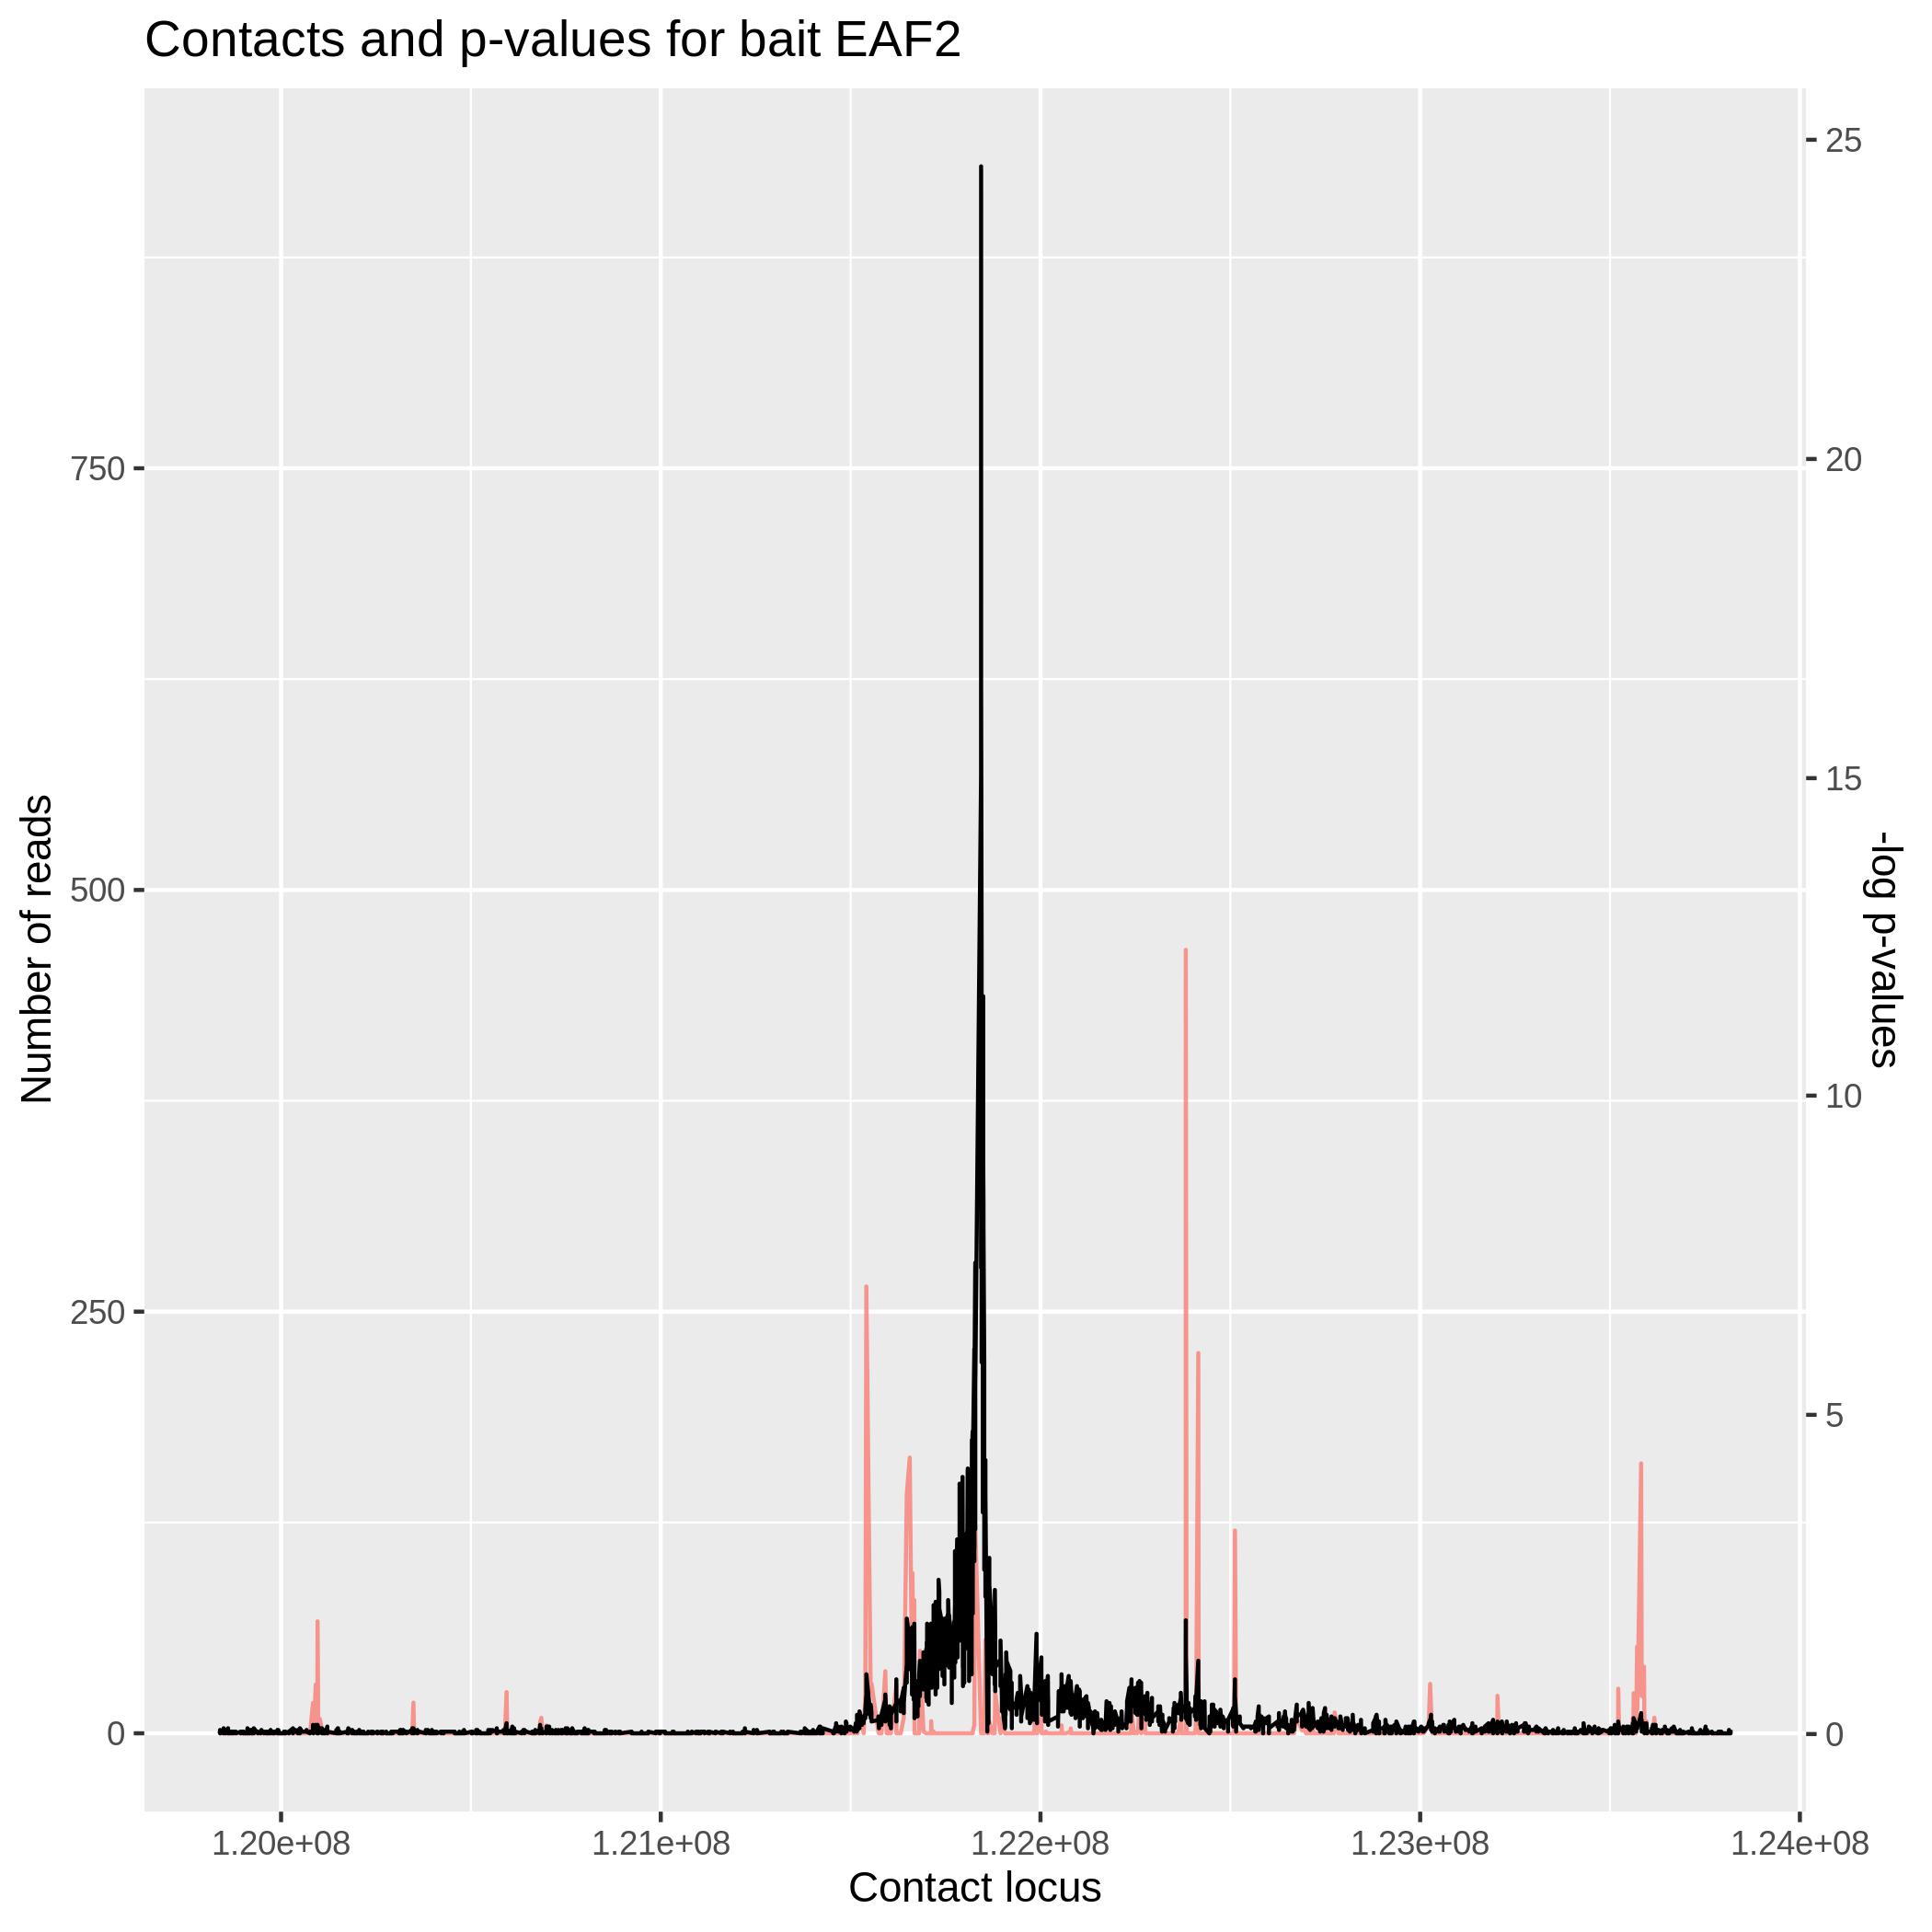 Contacts and p-values for bait EAF2
Number of reads
750
500
250
0
25
20
15
10
5
0
-log p-values
1.20e+08
1.21e+08
1.22e+08
1.23e+08
1.24e+08
Contact locus